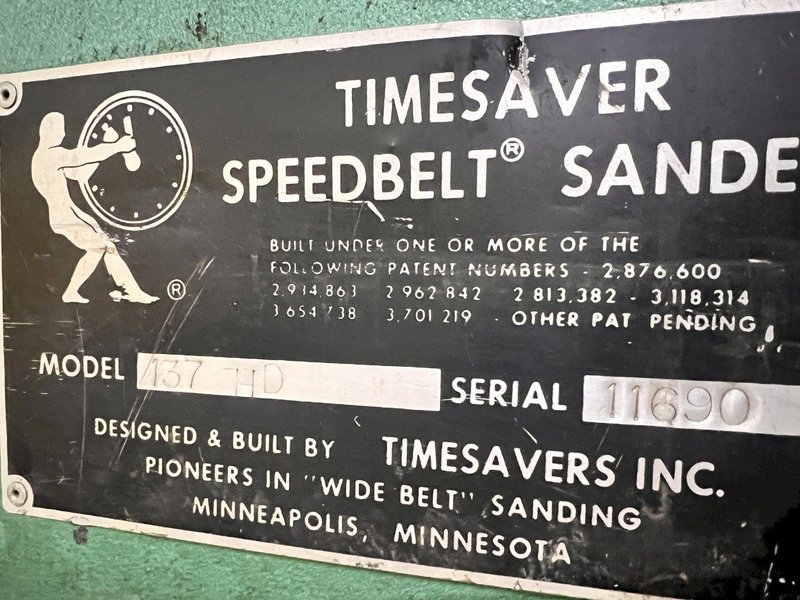 TIMESAVER
SPEEDBELT® SANDE
BUILT UNDER ONE OR MORE OF THE
FOLLOWING PATENT NUMBERS - 2,876,600
2,914,863 2 962 842 2 813,382 - 3,118,314
3 654 738 3,701 219 - OTHER PAT PENDING
®
MODEL 137 HD SERIAL 11690
DESIGNED & BUILT BY TIMESAVERS INC.
PIONEERS IN "WIDE BELT" SANDING
MINNEAPOLIS, MINNESOTA